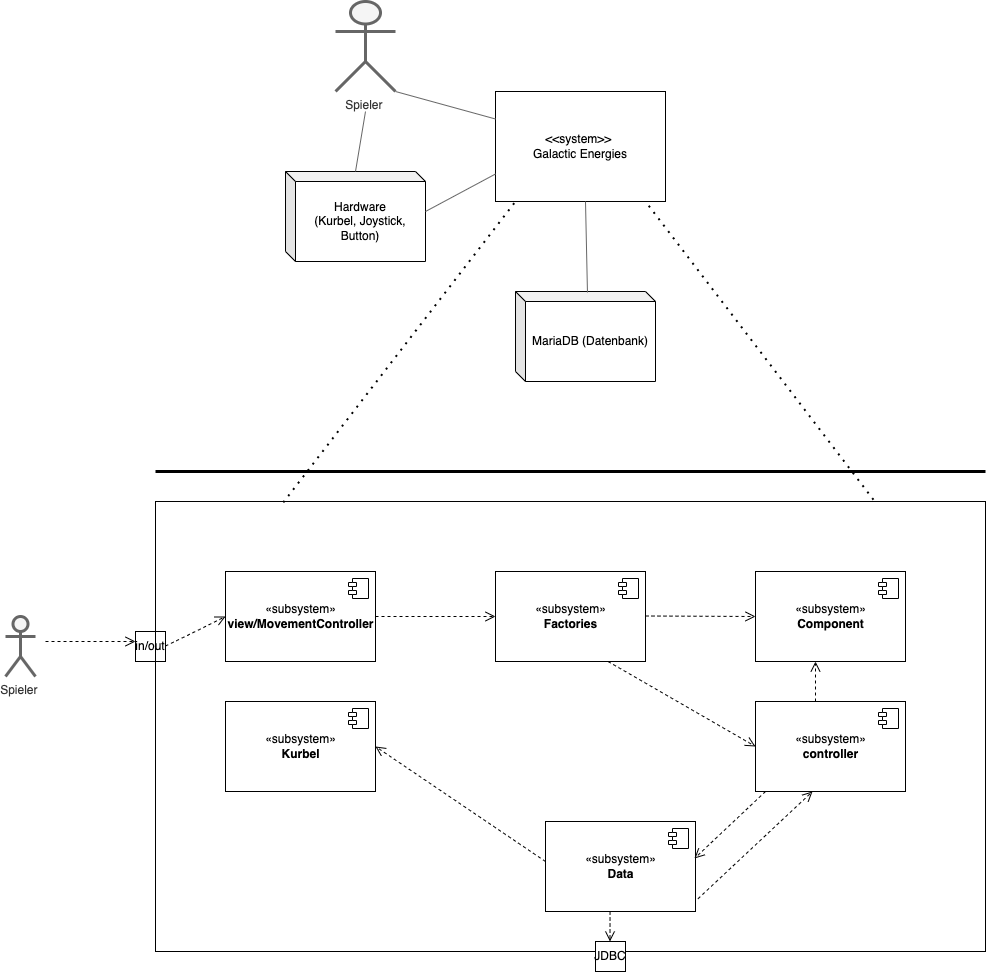 Spieler
<<system>>
Galactic Energies
Hardware
(Kurbel, Joystick,
Button)
MariaDB (Datenbank)
Spieler
in/out
«subsystem»
view/MovementController
«subsystem»
Factories
«subsystem»
Component
«subsystem»
Kurbel
«subsystem»
controller
«subsystem»
Data
JDBC